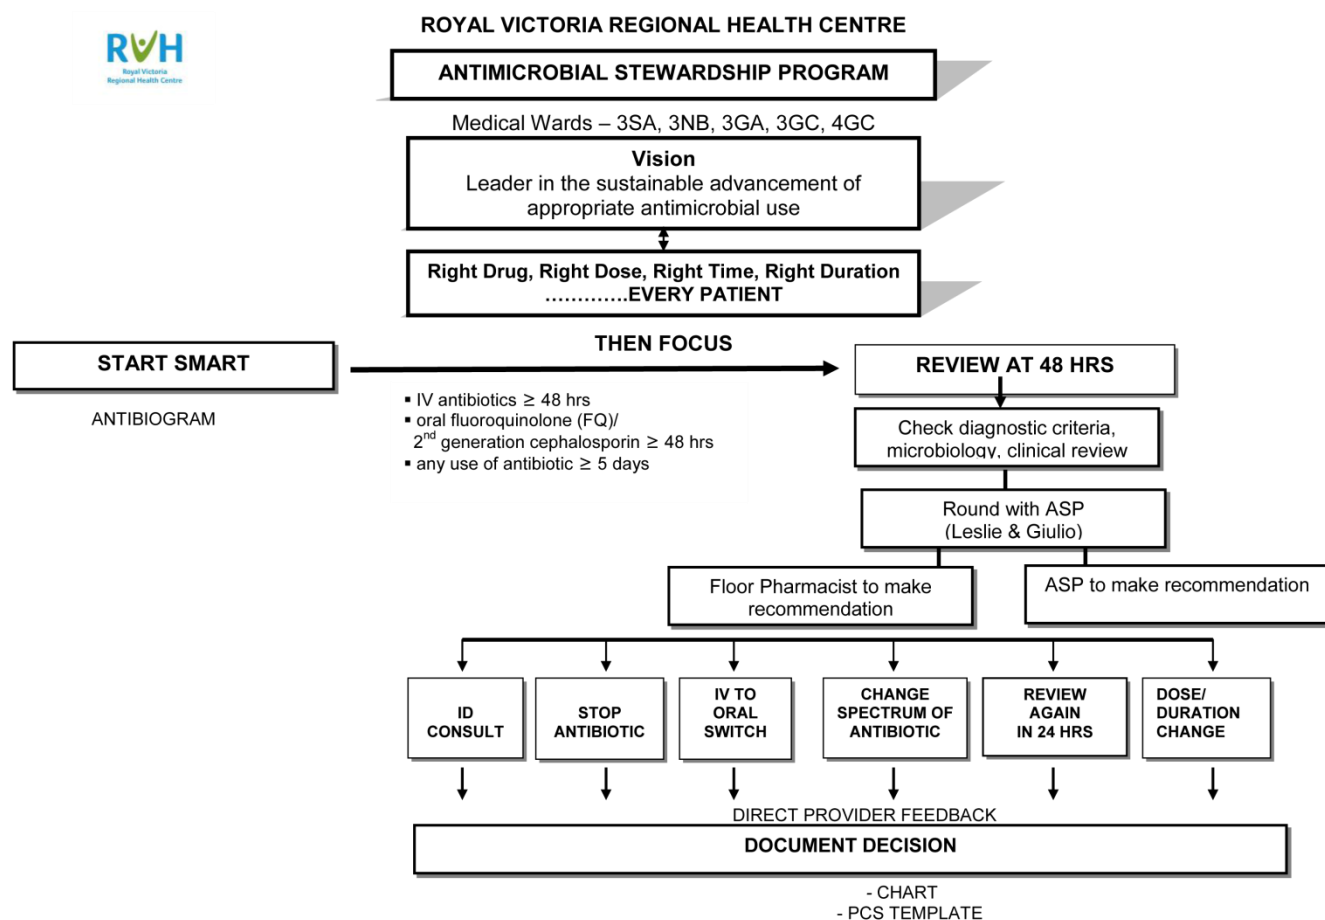 RVH
Royal Victoria
Regional Health Centre
ROYAL VICTORIA REGIONAL HEALTH CENTRE
ANTIMICROBIAL STEWARDSHIP PROGRAM
Medical Wards – 3SA, 3NB, 3GA, 3GC, 4GC
Vision
Leader in the sustainable advancement of
appropriate antimicrobial use
Right Drug, Right Dose, Right Time, Right Duration
………….EVERY PATIENT
START SMART
ANTIBIOGRAM
THEN FOCUS
▪ IV antibiotics ≥ 48 hrs
▪ oral fluoroquinolone (FQ)/
2nd generation cephalosporin ≥ 48 hrs
▪ any use of antibiotic ≥ 5 days
REVIEW AT 48 HRS
Check diagnostic criteria,
microbiology, clinical review
Round with ASP
(Leslie & Giulio)
Floor Pharmacist to make
recommendation
ASP to make recommendation
ID
CONSULT
STOP
ANTIBIOTIC
IV TO
ORAL
SWITCH
CHANGE
SPECTRUM OF
ANTIBIOTIC
REVIEW
AGAIN
IN 24 HRS
DOSE/
DURATION
CHANGE
DIRECT PROVIDER FEEDBACK
DOCUMENT DECISION
- CHART
- PCS TEMPLATE